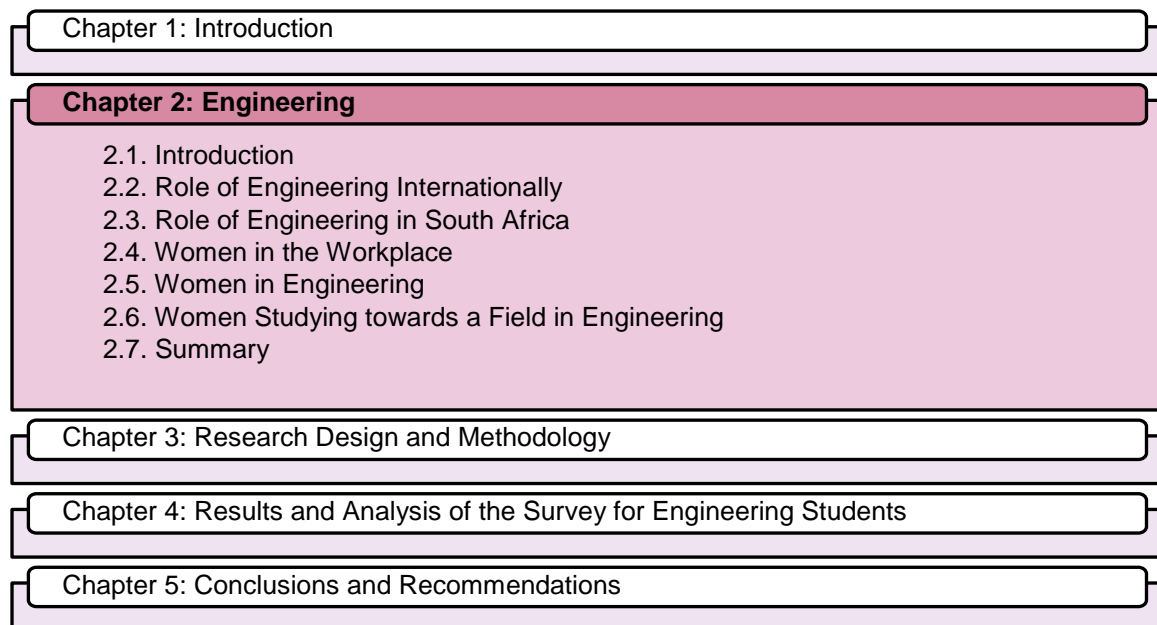 Chapter 1: Introduction
Chapter 2: Engineering
2.1. Introduction
2.2. Role of Engineering Internationally
2.3. Role of Engineering in South Africa
2.4. Women in the Workplace
2.5. Women in Engineering
2.6. Women Studying towards a Field in Engineering
2.7. Summary
Chapter 3: Research Design and Methodology
Chapter 4: Results and Analysis of the Survey for Engineering Students
Chapter 5: Conclusions and Recommendations